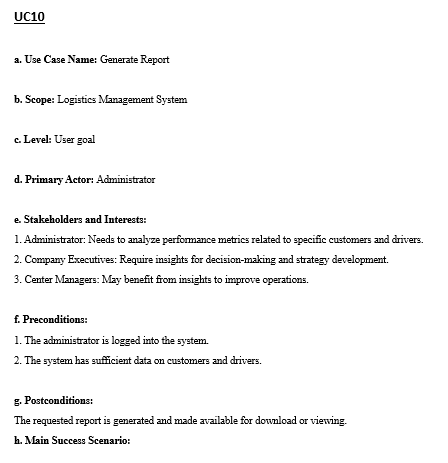 UC10
a. Use Case Name: Generate Report
b. Scope: Logistics Management System
c. Level: User goal
d. Primary Actor: Administrator
e. Stakeholders and Interests:
1. Administrator: Needs to analyze performance metrics related to specific customers and drivers.
2. Company Executives: Require insights for decision-making and strategy development.
3. Center Managers: May benefit from insights to improve operations.
f. Preconditions:
1. The administrator is logged into the system.
2. The system has sufficient data on customers and drivers.
g. Postconditions:
The requested report is generated and made available for download or viewing.
h. Main Success Scenario: